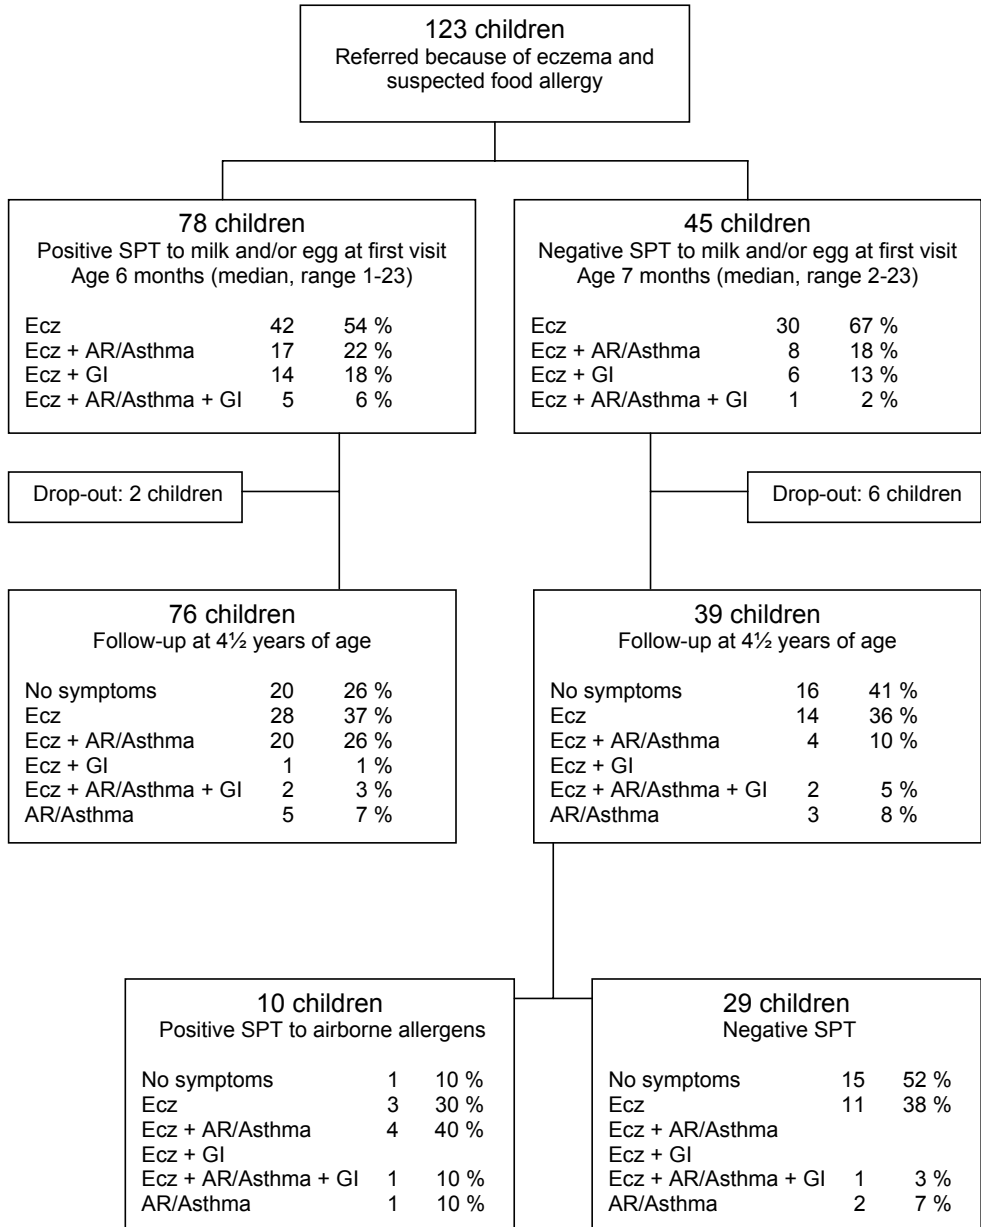 123 children
Referred because of eczema and
suspected food allergy
78 children
Positive SPT to milk and/or egg at first visit
Age 6 months (median, range 1-23)
Ecz 42 54 %
Ecz + AR/Asthma 17 22 %
Ecz + GI 14 18 %
Ecz + AR/Asthma + GI 5 6 %
45 children
Negative SPT to milk and/or egg at first visit
Age 7 months (median, range 2-23)
Ecz 30 67 %
Ecz + AR/Asthma 8 18 %
Ecz + GI 6 13 %
Ecz + AR/Asthma + GI 1 2 %
Drop-out: 2 children
Drop-out: 6 children
76 children
Follow-up at 4½ years of age
No symptoms 20 26 %
Ecz 28 37 %
Ecz + AR/Asthma 20 26 %
Ecz + GI 1 1 %
Ecz + AR/Asthma + GI 2 3 %
AR/Asthma 5 7 %
39 children
Follow-up at 4½ years of age
No symptoms 16 41 %
Ecz 14 36 %
Ecz + AR/Asthma 4 10 %
Ecz + GI
Ecz + AR/Asthma + GI 2 5 %
AR/Asthma 3 8 %
10 children
Positive SPT to airborne allergens
No symptoms 1 10 %
Ecz 3 30 %
Ecz + AR/Asthma 4 40 %
Ecz + GI
Ecz + AR/Asthma + GI 1 10 %
AR/Asthma 1 10 %
29 children
Negative SPT
No symptoms 15 52 %
Ecz 11 38 %
Ecz + AR/Asthma
Ecz + GI
Ecz + AR/Asthma + GI 1 3 %
AR/Asthma 2 7 %